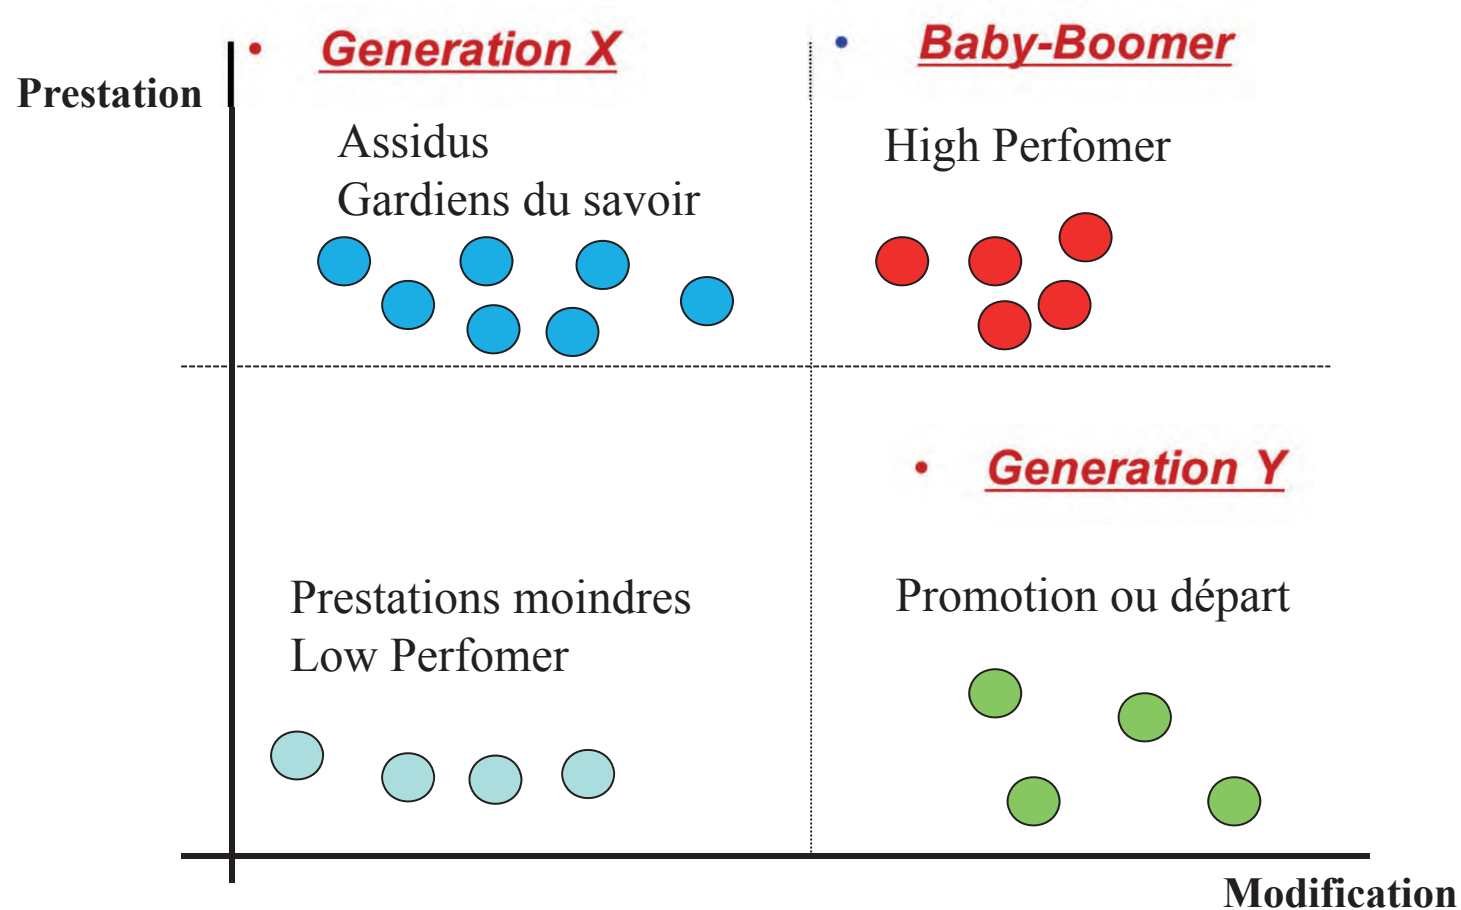 Prestation
• Generation X
Assidus
Gardiens du savoir
• Baby-Boomer
High Perfomer
Prestations moindres
Low Perfomer
• Generation Y
Promotion ou départ
Modification